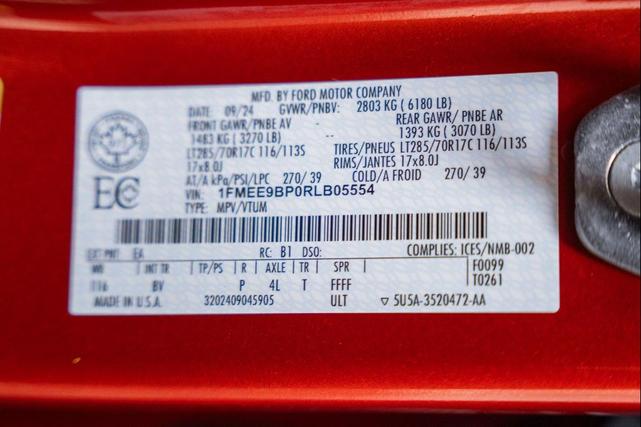 MFD. BY FORD MOTOR COMPANY
DATE: 09/24 GVWR/PNBV: 2803 KG ( 6180 LB)
FRONT GAWR/PNBE AV -- REAR GAWR/ PNBE AR
1483 KG ( 3270 LB) 1393 KG ( 3070 LB)
LT285/70R17C 116/113S TIRES/PNEUS LT285/70R17C 116/113S
17x8.0J RIMS/JANTES 17x8.0J
AT/A kPa/PSI/LPC 270/ 39 COLD/A FROID 270/ 39
VIN: 1FMEE9BP0RLB05554
TYPE: MPV/VTUM
EC
EXT PNT: EA RC: B1 DSO: COMPLIES: ICES/NMB-002
WB | INT TR | TP/PS | R | AXLE | TR | SPR | F0099
116 BV P 4L T FFFF T0261
MADE IN U.S.A. 3202409045905 ULT ▽ 5U5A-3520472-AA